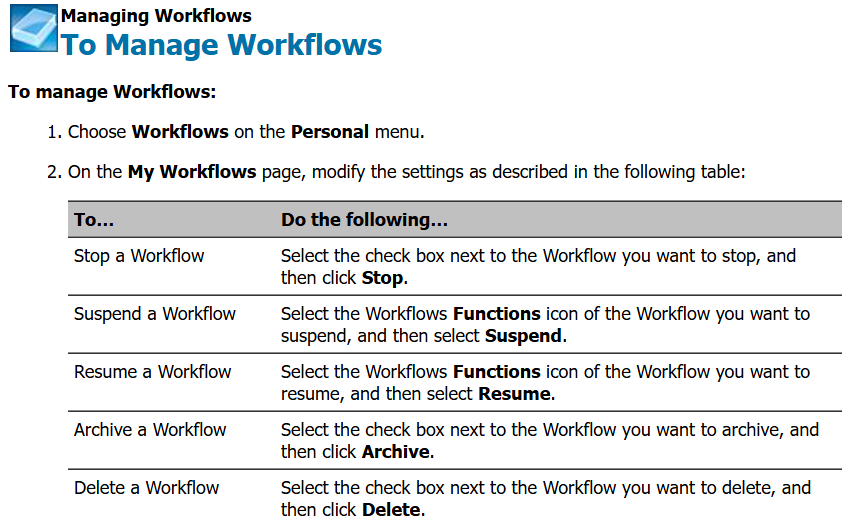 Managing Workflows
To Manage Workflows
To manage Workflows:
1. Choose Workflows on the Personal menu.
2. On the My Workflows page, modify the settings as described in the following table:
To... Do the following...
Stop a Workflow Select the check box next to the Workflow you want to stop, and
then click Stop.
Suspend a Workflow Select the Workflows Functions icon of the Workflow you want to
suspend, and then select Suspend.
Resume a Workflow Select the Workflows Functions icon of the Workflow you want to
resume, and then select Resume.
Archive a Workflow Select the check box next to the Workflow you want to archive, and
then click Archive.
Delete a Workflow Select the check box next to the Workflow you want to delete, and
then click Delete.